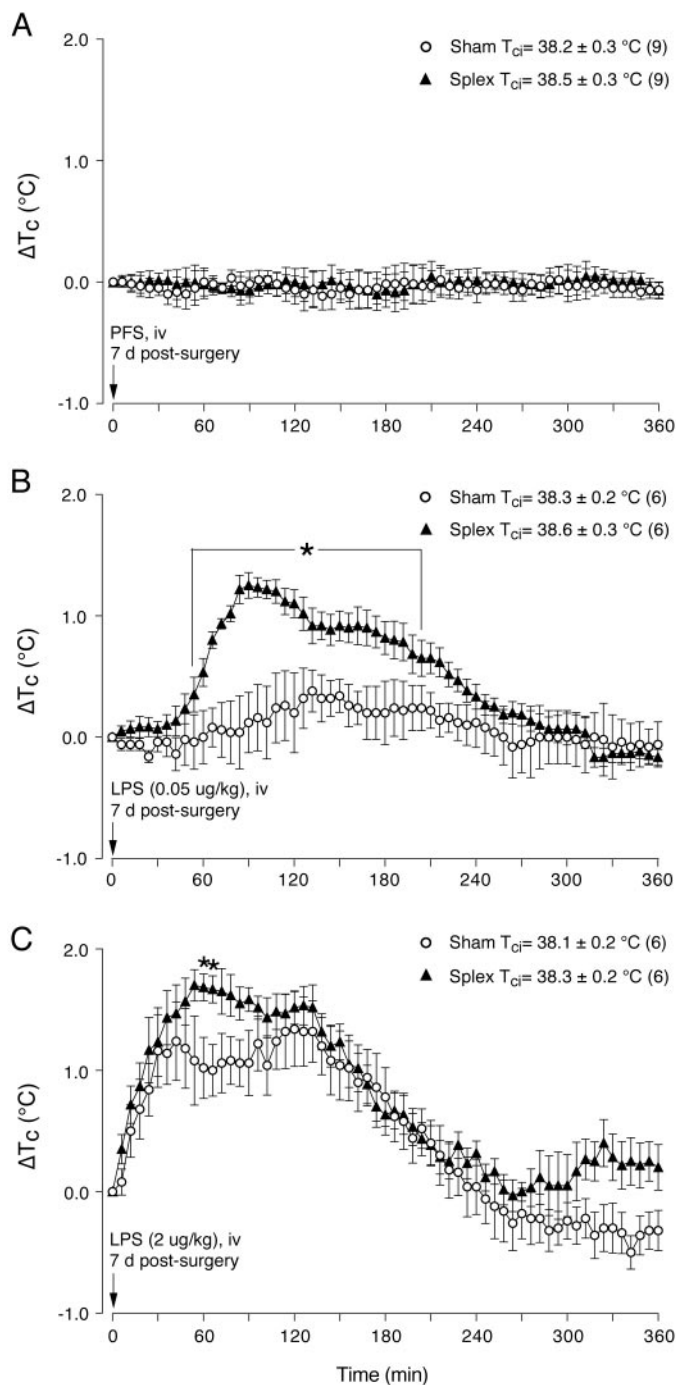 A
2.0
Sham Tci= 38.2 ± 0.3 °C (9)
Splex Tci= 38.5 ± 0.3 °C (9)
1.0
ΔTc (°C)
0.0
PFS, iv
7 d post-surgery
-1.0
0 60 120 180 240 300 360
B
2.0
Sham Tci= 38.3 ± 0.2 °C (6)
Splex Tci= 38.6 ± 0.3 °C (6)
*
1.0
ΔTc (°C)
0.0
LPS (0.05 ug/kg), iv
7 d post-surgery
-1.0
0 60 120 180 240 300 360
C
2.0
Sham Tci= 38.1 ± 0.2 °C (6)
Splex Tci= 38.3 ± 0.2 °C (6)
**
1.0
ΔTc (°C)
0.0
LPS (2 ug/kg), iv
7 d post-surgery
-1.0
0 60 120 180 240 300 360
Time (min)